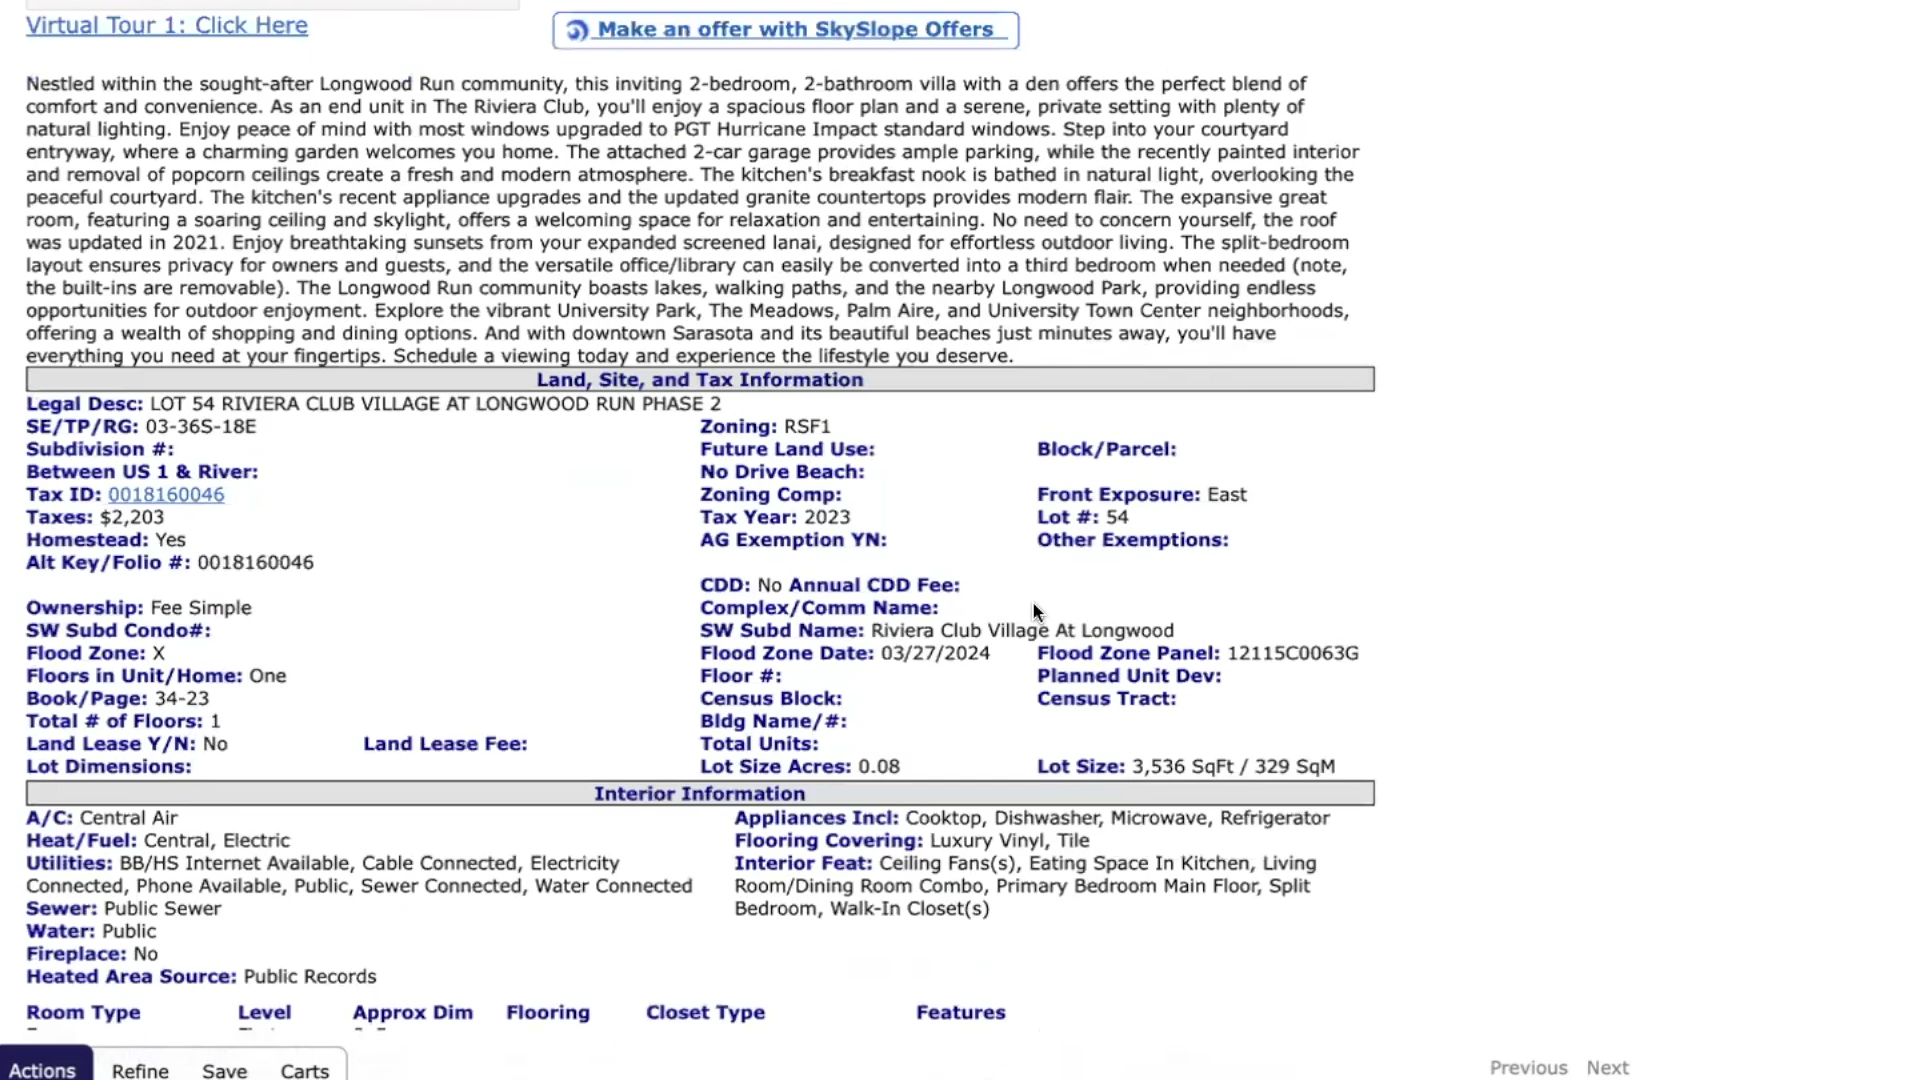 Virtual Tour 1: Click Here
Make an offer with SkySlope Offers
Nestled within the sought-after Longwood Run community, this inviting 2-bedroom, 2-bathroom villa with a den offers the perfect blend of
comfort and convenience. As an end unit in The Riviera Club, you'll enjoy a spacious floor plan and a serene, private setting with plenty of
natural lighting. Enjoy peace of mind with most windows upgraded to PGT Hurricane Impact standard windows. Step into your courtyard
entryway, where a charming garden welcomes you home. The attached 2-car garage provides ample parking, while the recently painted interior
and removal of popcorn ceilings create a fresh and modern atmosphere. The kitchen's breakfast nook is bathed in natural light, overlooking the
peaceful courtyard. The kitchen's recent appliance upgrades and the updated granite countertops provides modern flair. The expansive great
room, featuring a soaring ceiling and skylight, offers a welcoming space for relaxation and entertaining. No need to concern yourself, the roof
was updated in 2021. Enjoy breathtaking sunsets from your expanded screened lanai, designed for effortless outdoor living. The split-bedroom
layout ensures privacy for owners and guests, and the versatile office/library can easily be converted into a third bedroom when needed (note,
the built-ins are removable). The Longwood Run community boasts lakes, walking paths, and the nearby Longwood Park, providing endless
opportunities for outdoor enjoyment. Explore the vibrant University Park, The Meadows, Palm Aire, and University Town Center neighborhoods,
offering a wealth of shopping and dining options. And with downtown Sarasota and its beautiful beaches just minutes away, you'll have
everything you need at your fingertips. Schedule a viewing today and experience the lifestyle you deserve.
Land, Site, and Tax Information
Legal Desc: LOT 54 RIVIERA CLUB VILLAGE AT LONGWOOD RUN PHASE 2
SE/TP/RG: 03-36S-18E Zoning: RSF1
Subdivision #: Future Land Use: Block/Parcel:
Between US 1 & River: No Drive Beach:
Tax ID: 0018160046 Zoning Comp: Front Exposure: East
Taxes: $2,203 Tax Year: 2023 Lot #: 54
Homestead: Yes AG Exemption YN: Other Exemptions:
Alt Key/Folio #: 0018160046
CDD: No Annual CDD Fee:
Ownership: Fee Simple Complex/Comm Name:
SW Subd Condo#: SW Subd Name: Riviera Club Village At Longwood
Flood Zone: X Flood Zone Date: 03/27/2024 Flood Zone Panel: 12115C0063G
Floors in Unit/Home: One Floor #: Planned Unit Dev:
Book/Page: 34-23 Census Block: Census Tract:
Total # of Floors: 1 Bldg Name/#:
Land Lease Y/N: No Land Lease Fee: Total Units:
Lot Dimensions: Lot Size Acres: 0.08 Lot Size: 3,536 SqFt / 329 SqM
Interior Information
A/C: Central Air
Heat/Fuel: Central, Electric
Utilities: BB/HS Internet Available, Cable Connected, Electricity
Connected, Phone Available, Public, Sewer Connected, Water Connected
Sewer: Public Sewer
Water: Public
Fireplace: No
Heated Area Source: Public Records
Appliances Incl: Cooktop, Dishwasher, Microwave, Refrigerator
Flooring Covering: Luxury Vinyl, Tile
Interior Feat: Ceiling Fans(s), Eating Space In Kitchen, Living
Room/Dining Room Combo, Primary Bedroom Main Floor, Split
Bedroom, Walk-In Closet(s)
Room Type Level Approx Dim Flooring Closet Type Features
Actions Refine Save Carts Previous Next